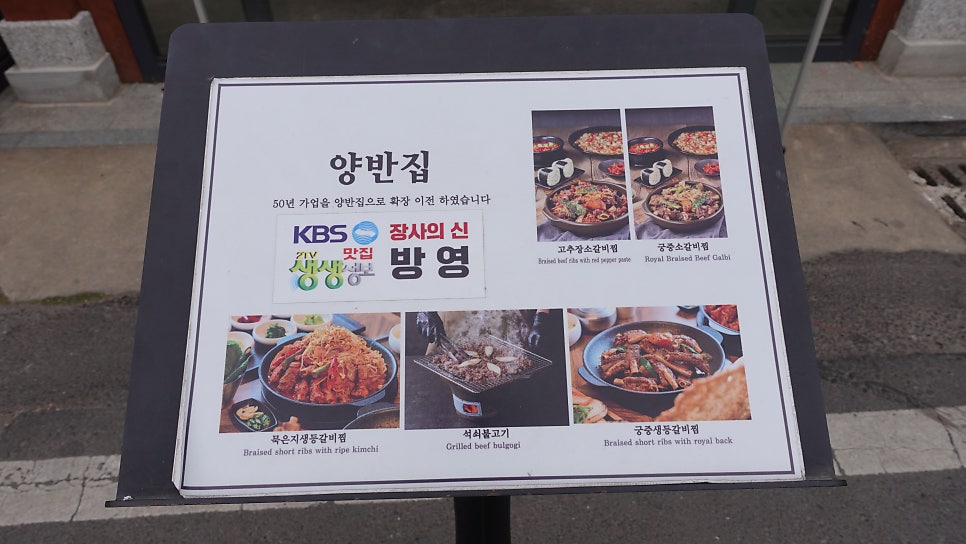 양반집
50년 가업을 양반집으로 확장 이전 하였습니다
KBS 장사의 신
2TV 맛집
생생정보 방영
고추장소갈비찜
Braised beef ribs with red pepper paste
궁중소갈비찜
Royal Braised Beef Galbi
묵은지생등갈비찜
Braised short ribs with ripe kimchi
석쇠불고기
Grilled beef bulgogi
궁중생등갈비찜
Braised short ribs with royal back